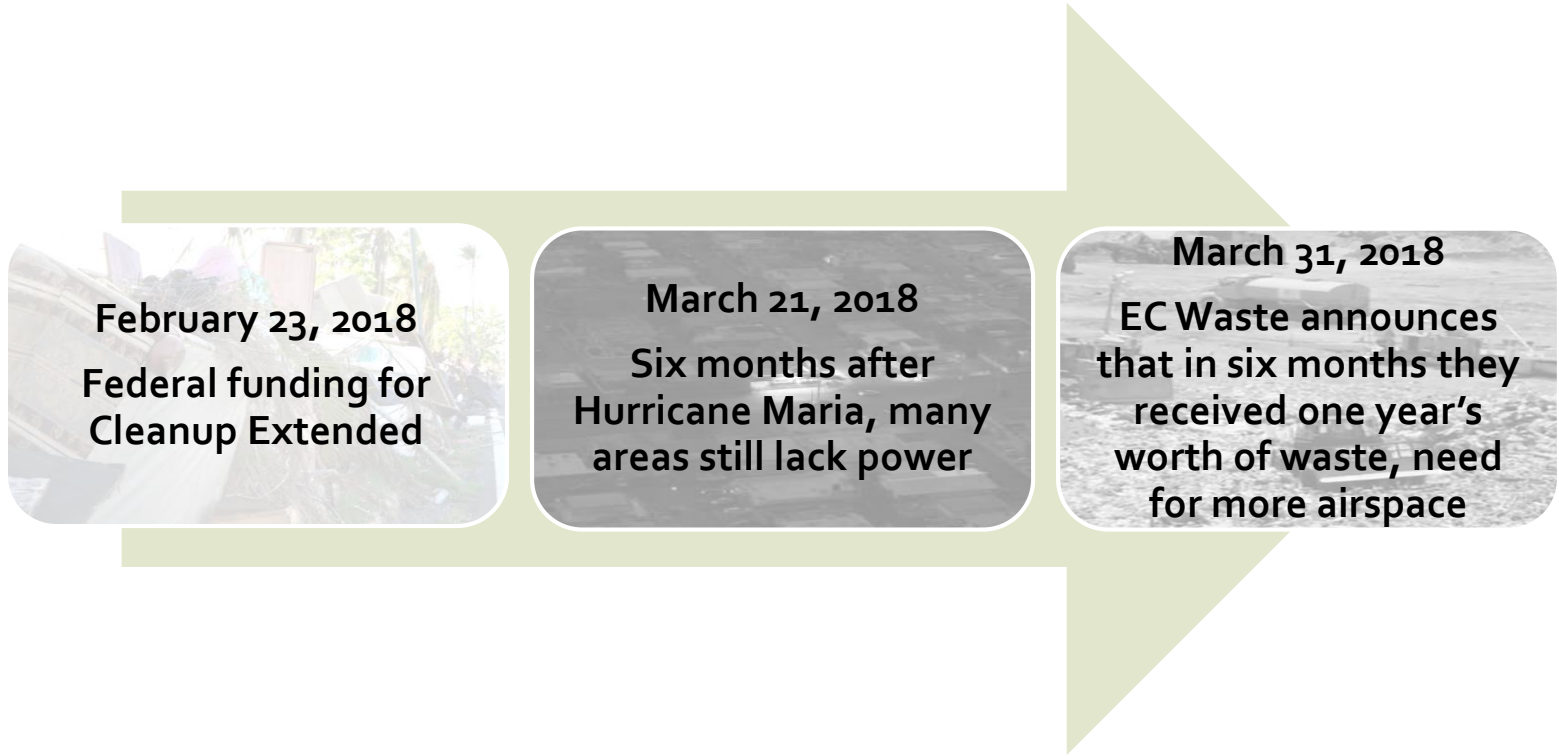 February 23, 2018
Federal funding for
Cleanup Extended
March 21, 2018
Six months after
Hurricane Maria, many
areas still lack power
March 31, 2018
EC Waste announces
that in six months they
received one year’s
worth of waste, need
for more airspace